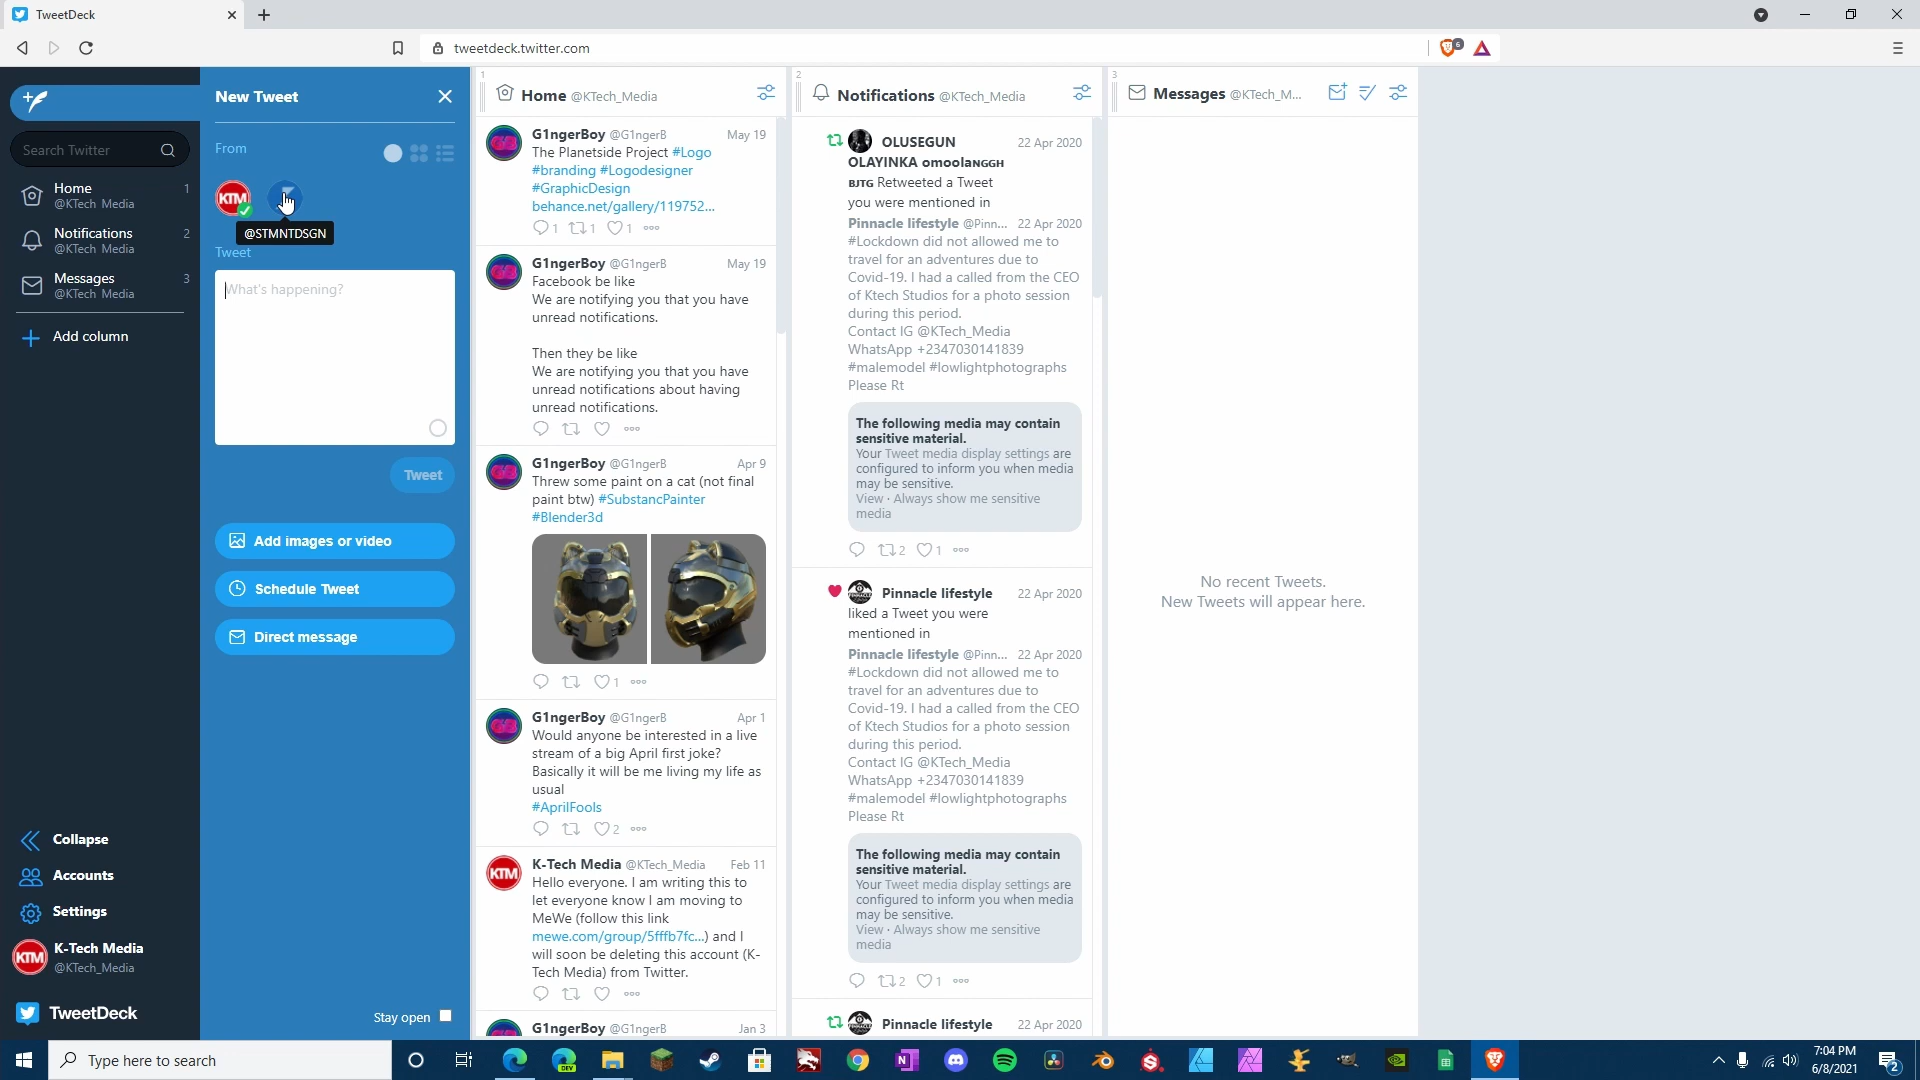 TweetDeck
tweetdeck.twitter.com
6
Search Twitter
Home
@KTech_Media
1
Notifications
@KTech_Media
2
Messages
@KTech_Media
3
Add column
Collapse
Accounts
Settings
K-Tech Media
@KTech_Media
TweetDeck
New Tweet
From
KTM
@STMNTDSGN
Tweet
What's happening?
Tweet
Add images or video
Schedule Tweet
Direct message
Stay open
1
Home @KTech_Media
G1ngerBoy @G1ngerB May 19
The Planetside Project #Logo
#branding #Logodesigner
#GraphicDesign
behance.net/gallery/119752...
1 1 1
G1ngerBoy @G1ngerB May 19
Facebook be like
We are notifying you that you have
unread notifications.
Then they be like
We are notifying you that you have
unread notifications about having
unread notifications.
G1ngerBoy @G1ngerB Apr 9
Threw some paint on a cat (not final
paint btw) #SubstancPainter
#Blender3d
1
G1ngerBoy @G1ngerB Apr 1
Would anyone be interested in a live
stream of a big April first joke?
Basically it will be me living my life as
usual
#AprilFools
2
KTM
K-Tech Media @KTech_Media Feb 11
Hello everyone. I am writing this to
let everyone know I am moving to
MeWe (follow this link
mewe.com/group/5fffb7fc...) and I
will soon be deleting this account (K-
Tech Media) from Twitter.
G1ngerBoy @G1ngerB Jan 3
2
Notifications @KTech_Media
OLUSEGUN 22 Apr 2020
OLAYINKA omoolaɴɢɢʜ
ʙᴊᴛɢ Retweeted a Tweet
you were mentioned in
Pinnacle lifestyle @Pinn... 22 Apr 2020
#Lockdown did not allowed me to
travel for an adventures due to
Covid-19. I had a called from the CEO
of Ktech Studios for a photo session
during this period.
Contact IG @KTech_Media
WhatsApp +2347030141839
#malemodel #lowlightphotographs
Please Rt
The following media may contain
sensitive material.
Your Tweet media display settings are
configured to inform you when media
may be sensitive.
View · Always show me sensitive
media
2 1
Pinnacle lifestyle 22 Apr 2020
liked a Tweet you were
mentioned in
Pinnacle lifestyle @Pinn... 22 Apr 2020
#Lockdown did not allowed me to
travel for an adventures due to
Covid-19. I had a called from the CEO
of Ktech Studios for a photo session
during this period.
Contact IG @KTech_Media
WhatsApp +2347030141839
#malemodel #lowlightphotographs
Please Rt
The following media may contain
sensitive material.
Your Tweet media display settings are
configured to inform you when media
may be sensitive.
View · Always show me sensitive
media
2 1
Pinnacle lifestyle 22 Apr 2020
3
Messages @KTech_M...
No recent Tweets.
New Tweets will appear here.
KTM
Type here to search
DEV
7:04 PM
6/8/2021
2